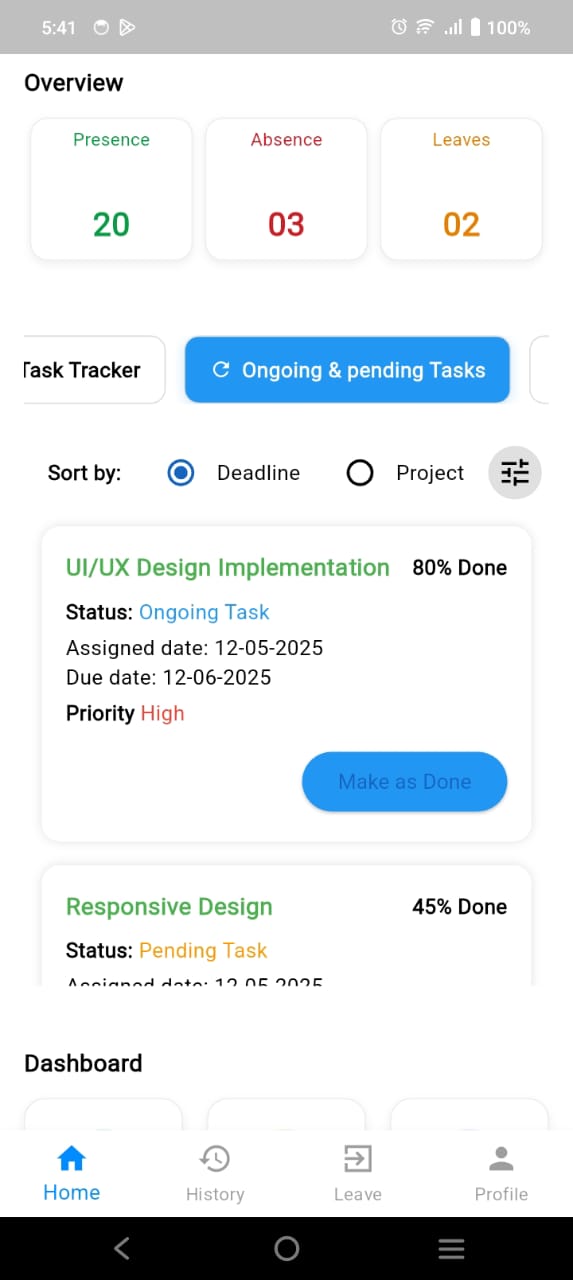 5:41 100%
Overview
Presence Absence Leaves
20 03 02
Task Tracker Ongoing & pending Tasks
Sort by: Deadline Project
UI/UX Design Implementation 80% Done
Status: Ongoing Task
Assigned date: 12-05-2025
Due date: 12-06-2025
Priority High
Make as Done
Responsive Design 45% Done
Status: Pending Task
Assigned date: 12-05-2025
Dashboard
Home History Leave Profile